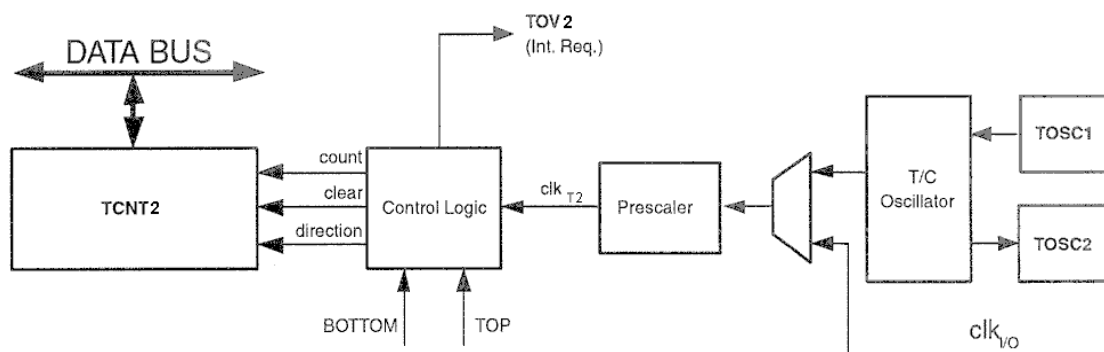 TOV2
(Int. Req.)
DATA BUS
TOSC1
count
T/C
Oscillator
clk T2
clear
TCNT2
Control Logic
Prescaler
direction
TOSC2
BOTTOM
TOP
clk I/O